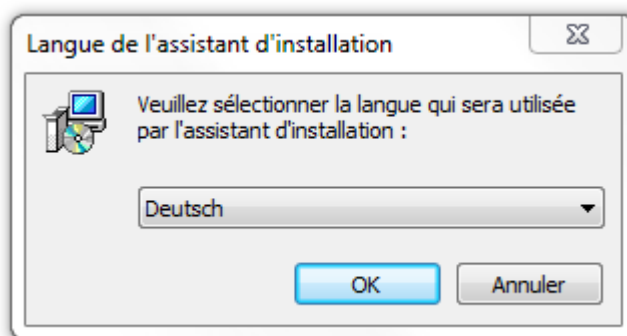 Langue de l'assistant d'installation
Veuillez sélectionner la langue qui sera utilisée
par l'assistant d'installation :
Deutsch
OK
Annuler